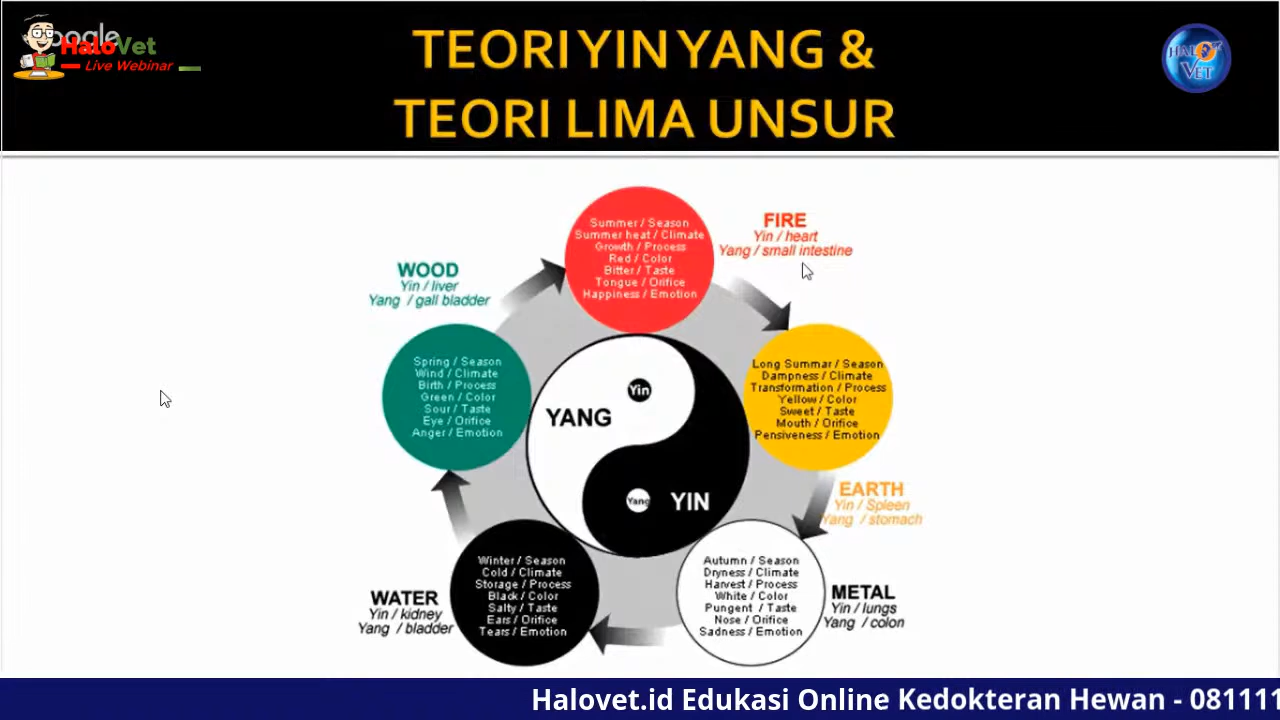 Google
HaloVet
Live Webinar
TEORI YIN YANG &
TEORI LIMA UNSUR
HALO
VET
FIRE
Yin / heart
Yang / small intestine
Summer / Season
Summer heat / Climate
Growth / Process
Red / Color
Bitter / Taste
Tongue / Orifice
Happiness / Emotion
WOOD
Yin / liver
Yang / gall bladder
Spring / Season
Wind / Climate
Birth / Process
Green / Color
Sour / Taste
Eye / Orifice
Anger / Emotion
Yin
YANG
Yang
YIN
Long Summar / Season
Dampness / Climate
Transformation / Process
Yellow / Color
Sweet / Taste
Mouth / Orifice
Pensiveness / Emotion
EARTH
Yin / Spleen
Yang / stomach
WATER
Yin / kidney
Yang / bladder
Winter / Season
Cold / Climate
Storage / Process
Black / Color
Salty / Taste
Ears / Orifice
Tears / Emotion
Autumn / Season
Dryness / Climate
Harvest / Process
White / Color
Pungent / Taste
Nose / Orifice
Sadness / Emotion
METAL
Yin / lungs
Yang / colon
Halovet.id Edukasi Online Kedokteran Hewan - 081111